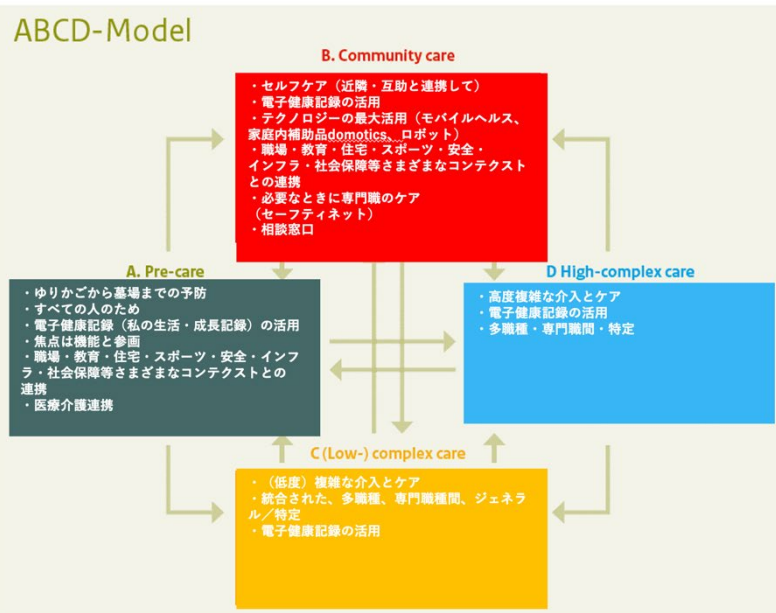 ABCD-Model
B. Community care
・セルフケア（近隣・互助と連携して）
・電子健康記録の活用
・テクノロジーの最大活用（モバイルヘルス、
家庭内補助品domotics、ロボット）
・職場・教育・住宅・スポーツ・安全・
インフラ・社会保障等さまざまなコンテクスト
との連携
・必要なときに専門職のケア
（セーフティネット）
・相談窓口
A. Pre-care
・ゆりかごから墓場までの予防
・すべての人のため
・電子健康記録（私の生活・成長記録）の活用
・焦点は機能と参画
・職場・教育・住宅・スポーツ・安全・インフ
ラ・社会保障等さまざまなコンテクストとの
連携
・医療介護連携
D High-complex care
・高度複雑な介入とケア
・電子健康記録の活用
・多職種・専門職間・特定
C (Low-) complex care
・（低度）複雑な介入とケア
・統合された、多職種、専門職種間、ジェネラ
ル／特定
・電子健康記録の活用